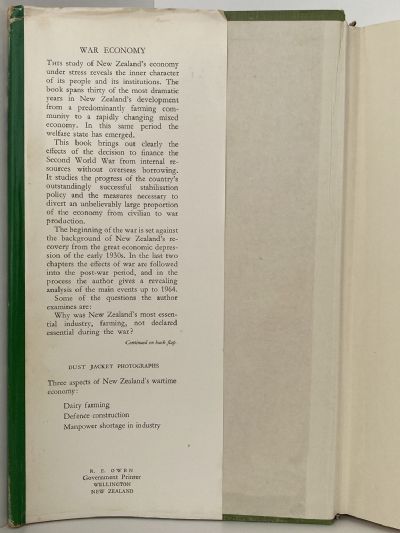 WAR ECONOMY
THIS study of New Zealand's economy
under stress reveals the inner character
of its people and its institutions. The
book spans thirty of the most dramatic
years in New Zealand's development
from a predominantly farming com-
munity to a rapidly changing mixed
economy. In this same period the
welfare state has emerged.
This book brings out clearly the
effects of the decision to finance the
Second World War from internal re-
sources without overseas borrowing.
It studies the progress of the country's
outstandingly successful stabilisation
policy and the measures necessary to
divert an unbelievably large proportion
of the economy from civilian to war
production.
The beginning of the war is set against
the background of New Zealand's re-
covery from the great economic depres-
sion of the early 1930s. In the last two
chapters the effects of war are followed
into the post-war period, and in the
process the author gives a revealing
analysis of the main events up to 1964.
Some of the questions the author
examines are:
Why was New Zealand's most essen-
tial industry, farming, not declared
essential during the war?
Continued on back flap.
DUST JACKET PHOTOGRAPHS
Three aspects of New Zealand's wartime
economy:
Dairy farming
Defence construction
Manpower shortage in industry
R. E. OWEN
Government Printer
WELLINGTON
NEW ZEALAND